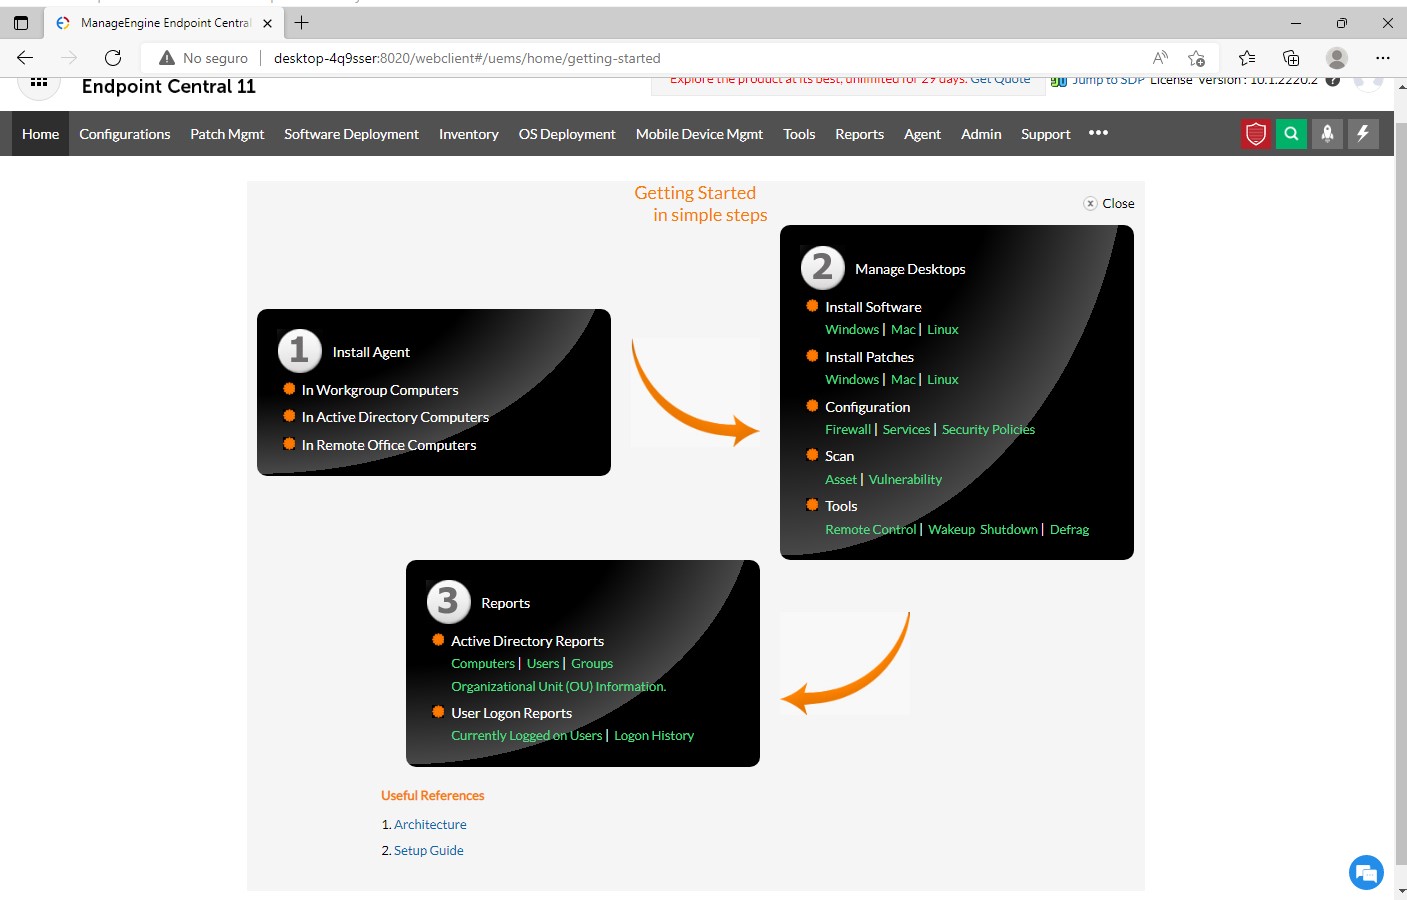 ManageEngine Endpoint Central
No seguro
desktop-4q9sser:8020/webclient#/uems/home/getting-started
Endpoint Central 11
Explore the product at its best, unlimited for 29 days. Get Quote
Jump to SDP License Version : 10.1.2220.2
Home Configurations Patch Mgmt Software Deployment Inventory OS Deployment Mobile Device Mgmt Tools Reports Agent Admin Support •••
Getting Started
in simple steps
Close
1 Install Agent
In Workgroup Computers
In Active Directory Computers
In Remote Office Computers
2 Manage Desktops
Install Software
Windows | Mac | Linux
Install Patches
Windows | Mac | Linux
Configuration
Firewall | Services | Security Policies
Scan
Asset | Vulnerability
Tools
Remote Control | Wakeup Shutdown | Defrag
3 Reports
Active Directory Reports
Computers | Users | Groups
Organizational Unit (OU) Information.
User Logon Reports
Currently Logged on Users | Logon History
Useful References
1. Architecture
2. Setup Guide